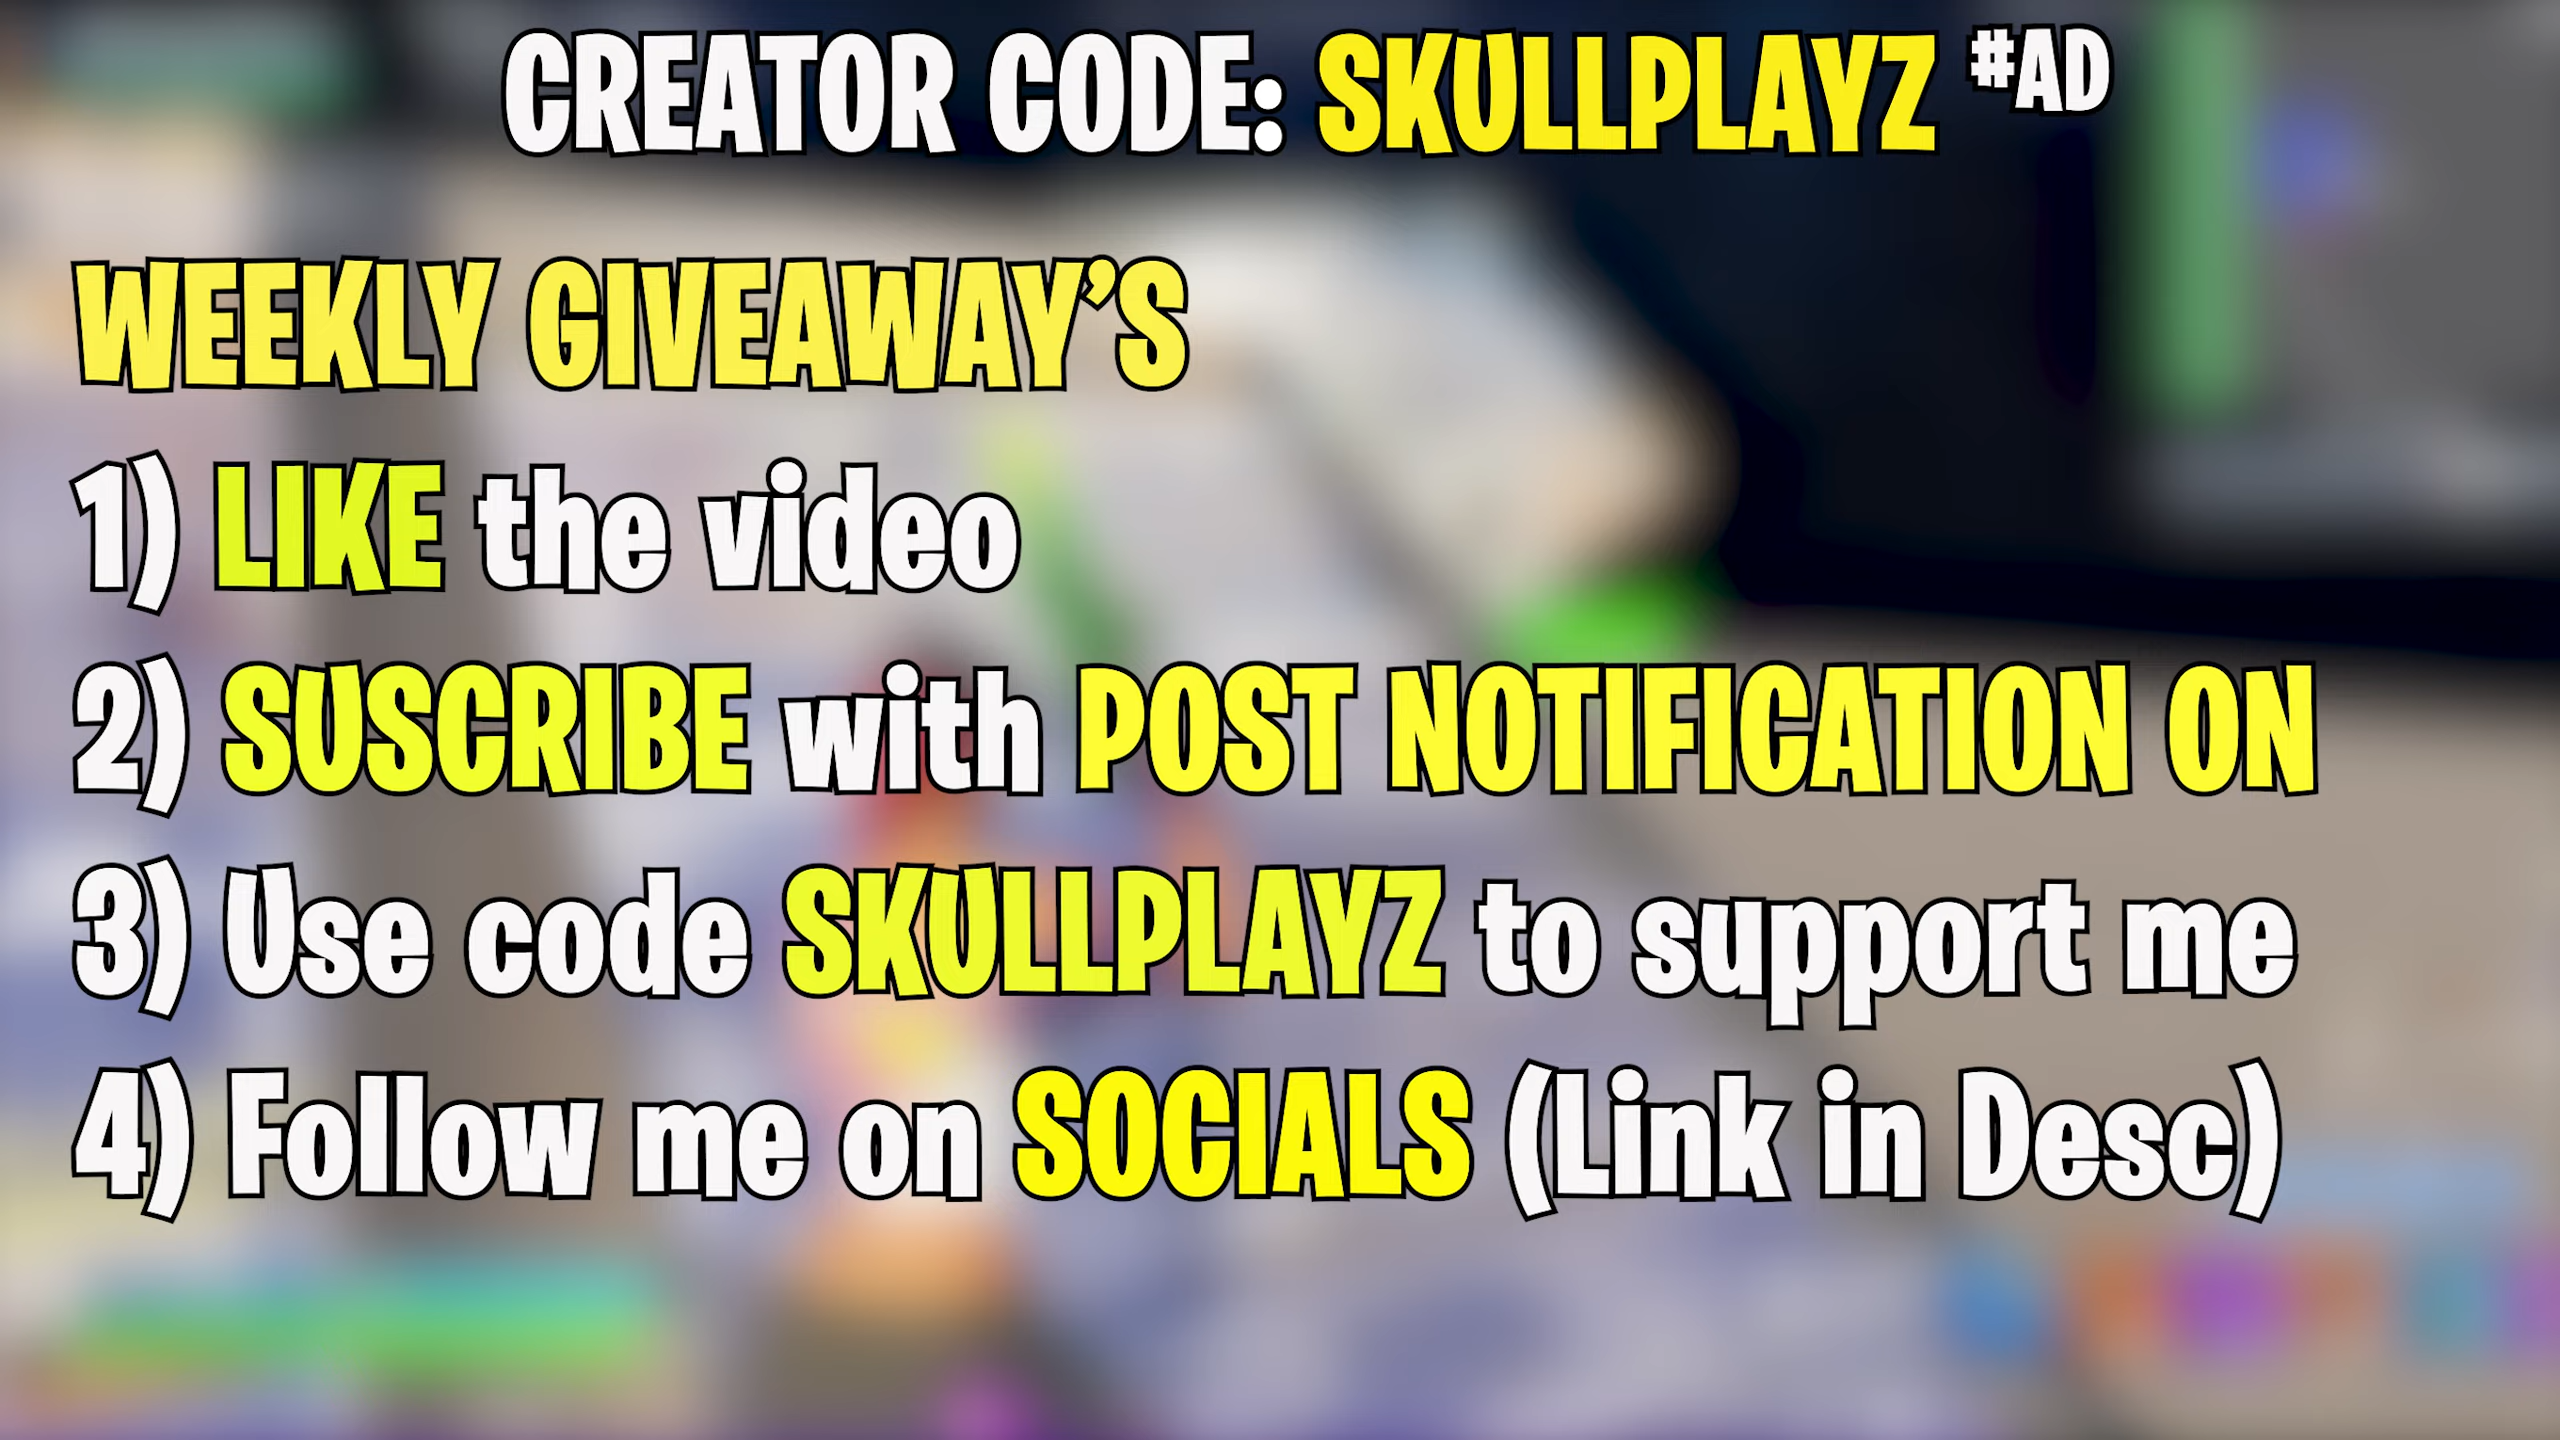 CREATOR CODE: SKULLPLAYZ #AD
WEEKLY GIVEAWAY’S
1) LIKE the video
2) SUSCRIBE with POST NOTIFICATION ON
3) Use code SKULLPLAYZ to support me
4) Follow me on SOCIALS (Link in Desc)